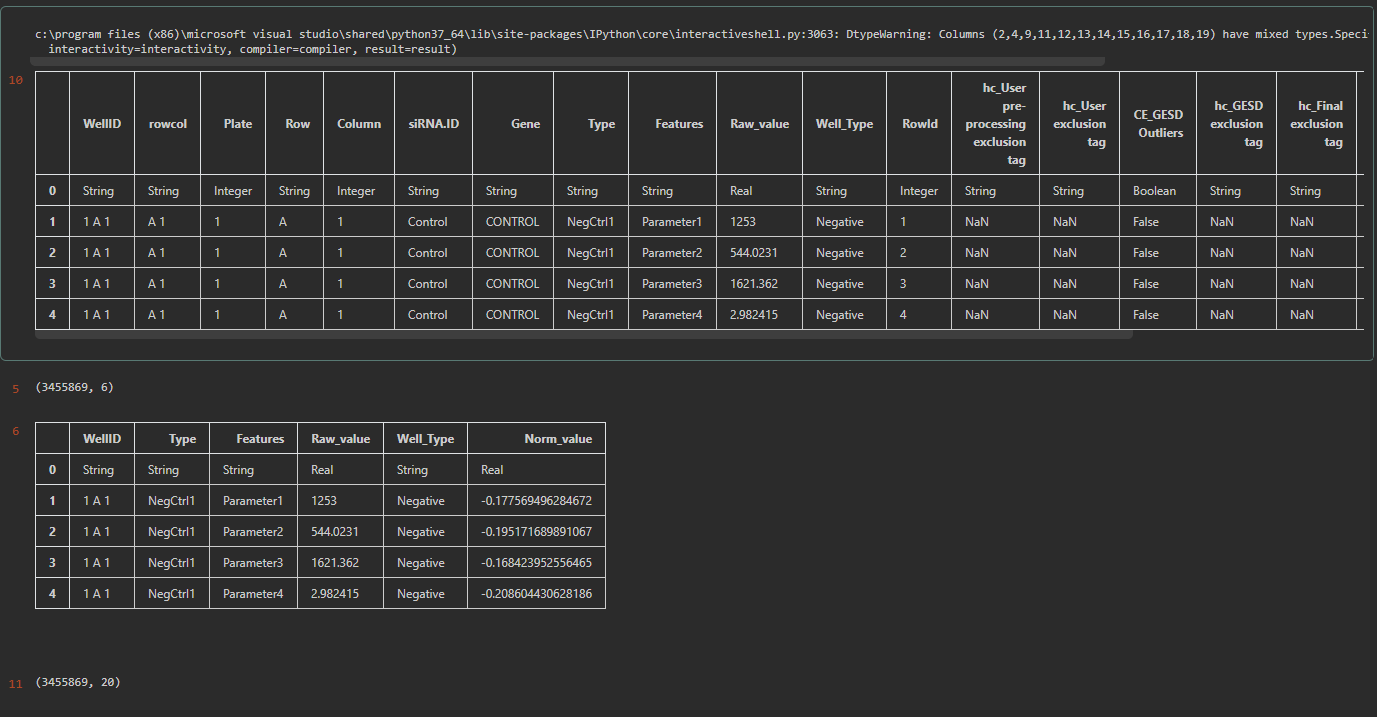 c:\program files (x86)\microsoft visual studio\shared\python37_64\lib\site-packages\IPython\core\interactiveshell.py:3063: DtypeWarning: Columns (2,4,9,11,12,13,14,15,16,17,18,19) have mixed types.Speci
interactivity=interactivity, compiler=compiler, result=result)
10
WellID rowcol Plate Row Column siRNA.ID Gene Type Features Raw_value Well_Type RowId hc_User pre-processing exclusion tag hc_User exclusion tag CE_GESD Outliers hc_GESD exclusion tag hc_Final exclusion tag
0 String String Integer String Integer String String String String Real String Integer String String Boolean String String
1 1 A 1 A 1 1 A 1 Control CONTROL NegCtrl1 Parameter1 1253 Negative 1 NaN NaN False NaN NaN
2 1 A 1 A 1 1 A 1 Control CONTROL NegCtrl1 Parameter2 544.0231 Negative 2 NaN NaN False NaN NaN
3 1 A 1 A 1 1 A 1 Control CONTROL NegCtrl1 Parameter3 1621.362 Negative 3 NaN NaN False NaN NaN
4 1 A 1 A 1 1 A 1 Control CONTROL NegCtrl1 Parameter4 2.982415 Negative 4 NaN NaN False NaN NaN
5 (3455869, 6)
6
WellID Type Features Raw_value Well_Type Norm_value
0 String String String Real String Real
1 1 A 1 NegCtrl1 Parameter1 1253 Negative -0.177569496284672
2 1 A 1 NegCtrl1 Parameter2 544.0231 Negative -0.195171689891067
3 1 A 1 NegCtrl1 Parameter3 1621.362 Negative -0.168423952556465
4 1 A 1 NegCtrl1 Parameter4 2.982415 Negative -0.208604430628186
11 (3455869, 20)